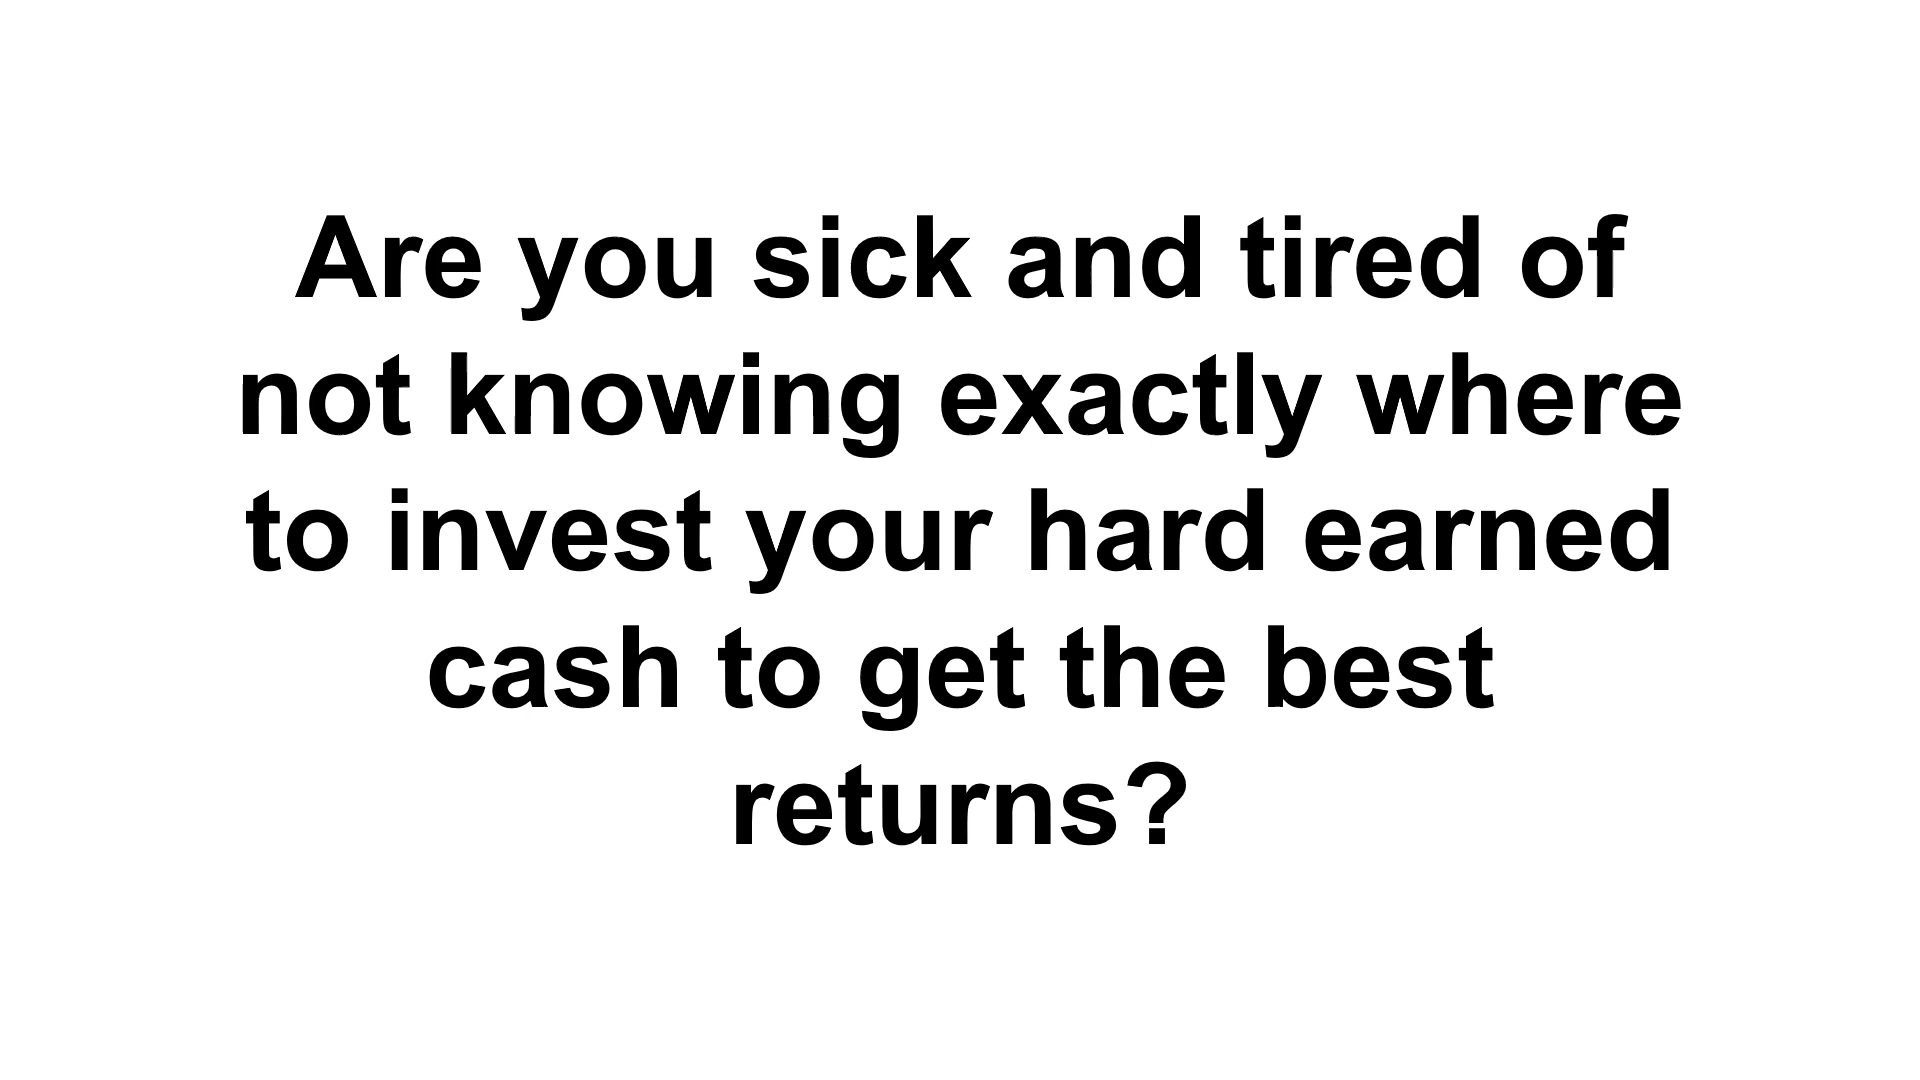 Are you sick and tired of
not knowing exactly where
to invest your hard earned
cash to get the best
returns?